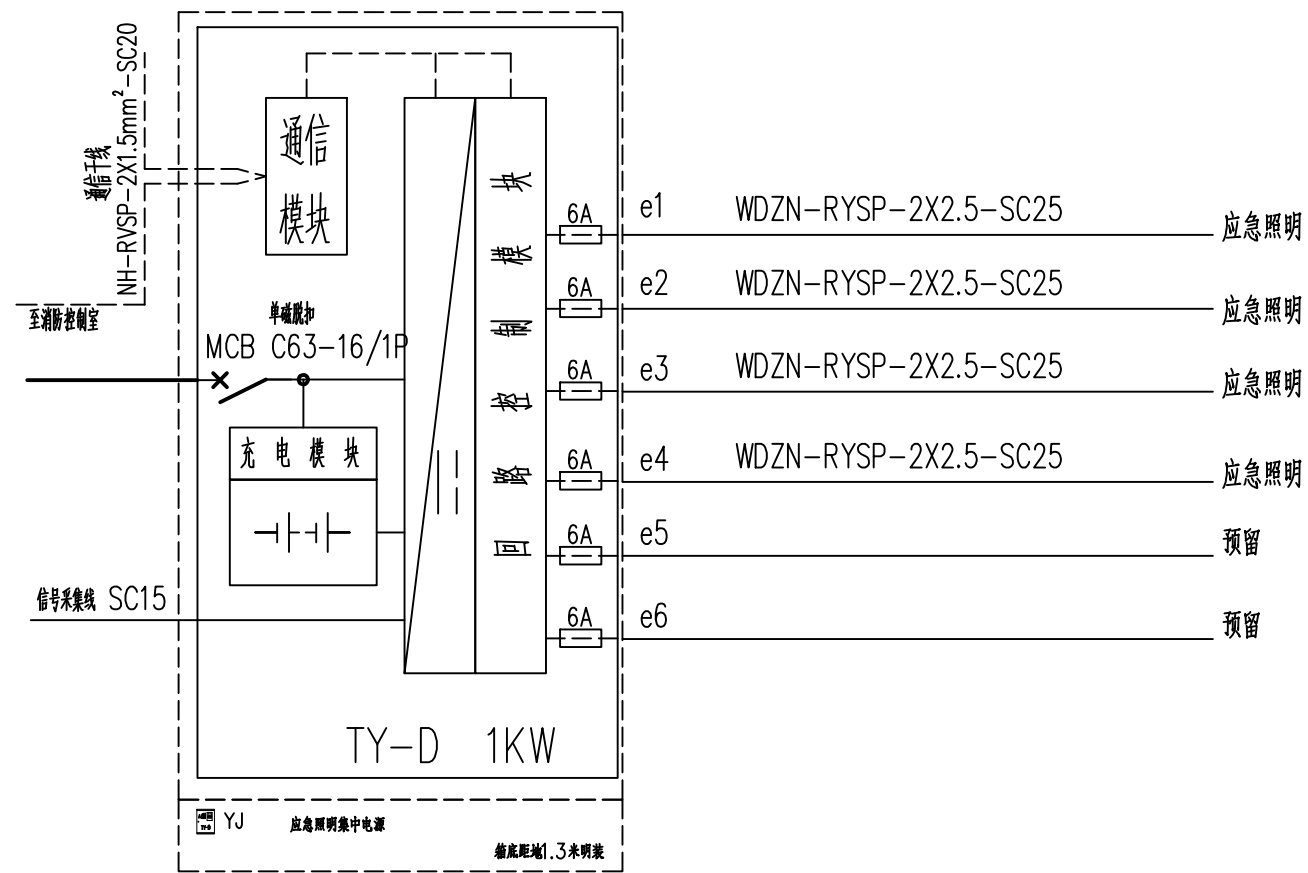 通信干线
NH-RVSP-2X1.5mm²-SC20
至消防控制室
通信
模块
单磁脱扣
MCB C63-16/1P
充电模块
信号采集线 SC15
回路控制模块
6A e1 WDZN-RYSP-2X2.5-SC25 应急照明
6A e2 WDZN-RYSP-2X2.5-SC25 应急照明
6A e3 WDZN-RYSP-2X2.5-SC25 应急照明
6A e4 WDZN-RYSP-2X2.5-SC25 应急照明
6A e5 预留
6A e6 预留
TY-D 1KW
YJ 应急照明集中电源
箱底距地1.3米明装